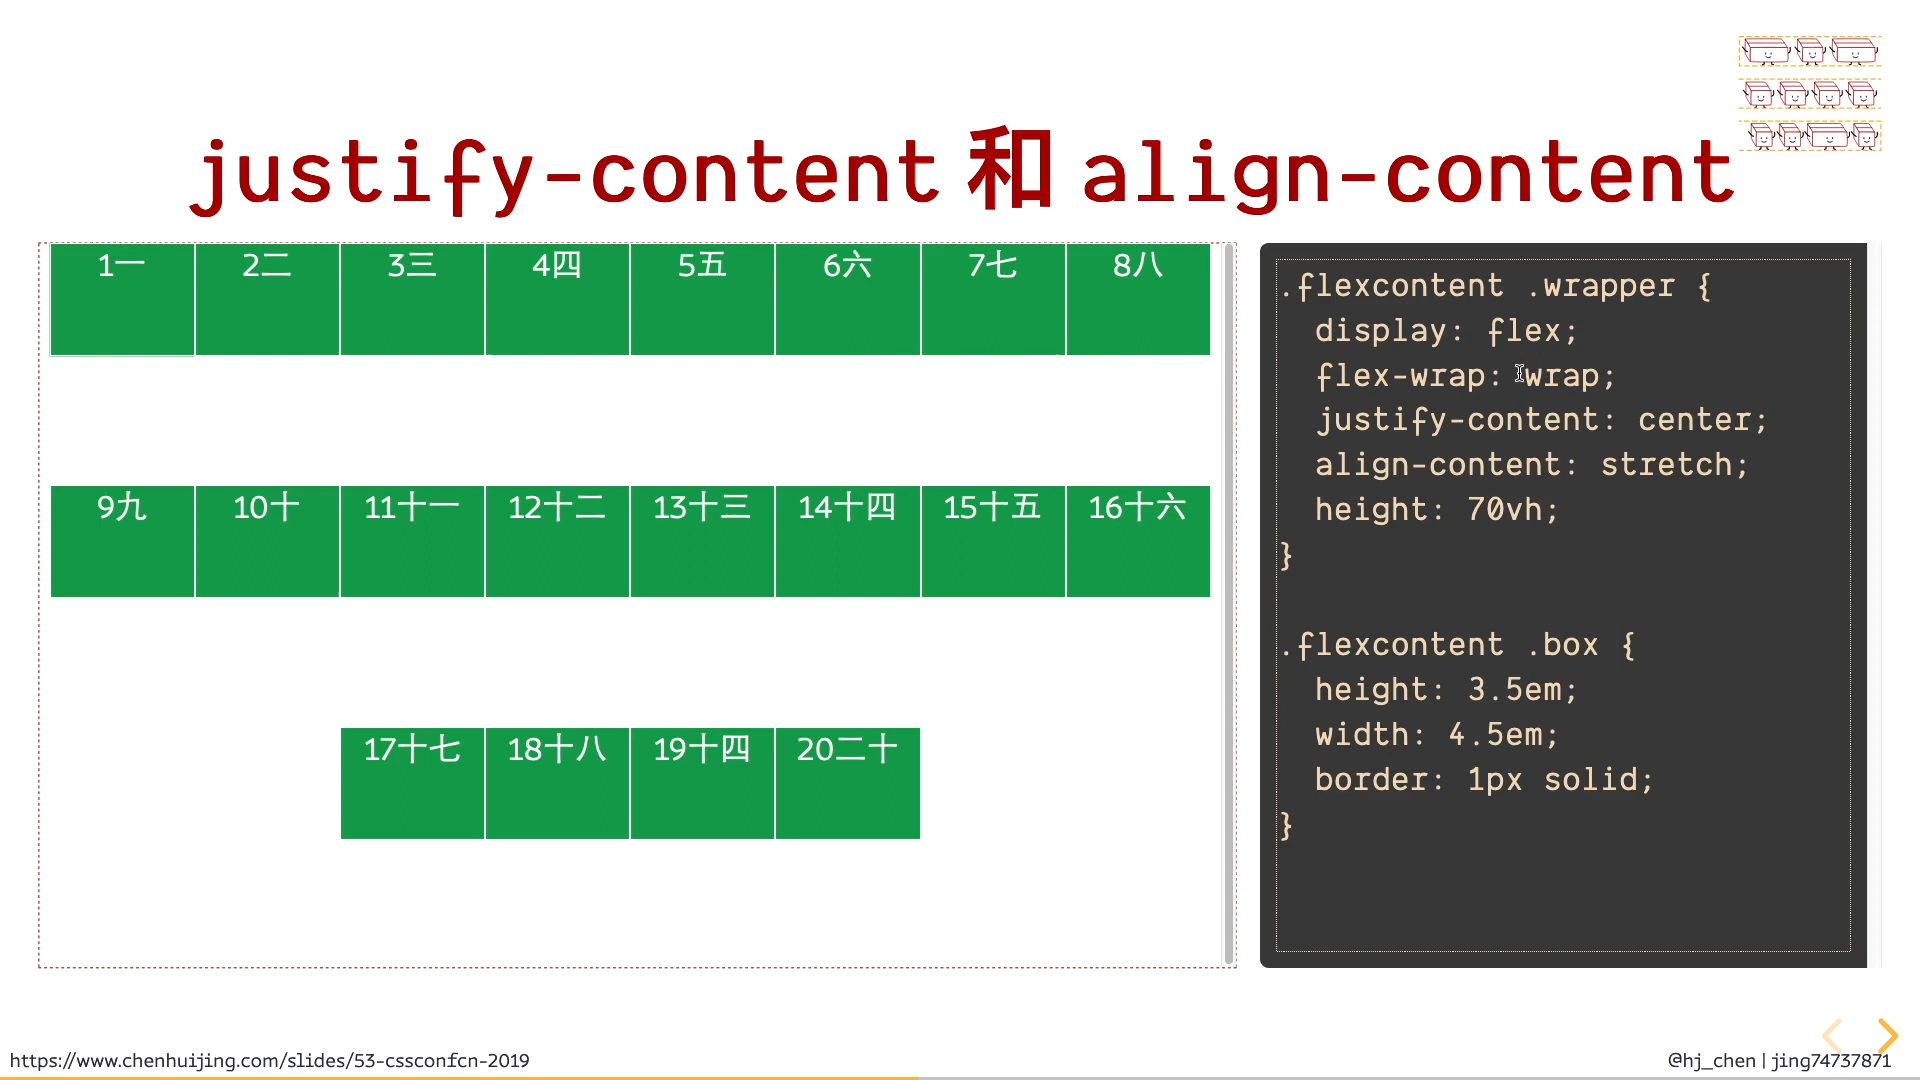 justify-content 和 align-content
1一 2二 3三 4四 5五 6六 7七 8八
9九 10十 11十一 12十二 13十三 14十四 15十五 16十六
17十七 18十八 19十四 20二十
.flexcontent .wrapper {
display: flex;
flex-wrap: wrap;
justify-content: center;
align-content: stretch;
height: 70vh;
}
.flexcontent .box {
height: 3.5em;
width: 4.5em;
border: 1px solid;
}
https://www.chenhuijing.com/slides/53-cssconfcn-2019
@hj_chen | jing74737871